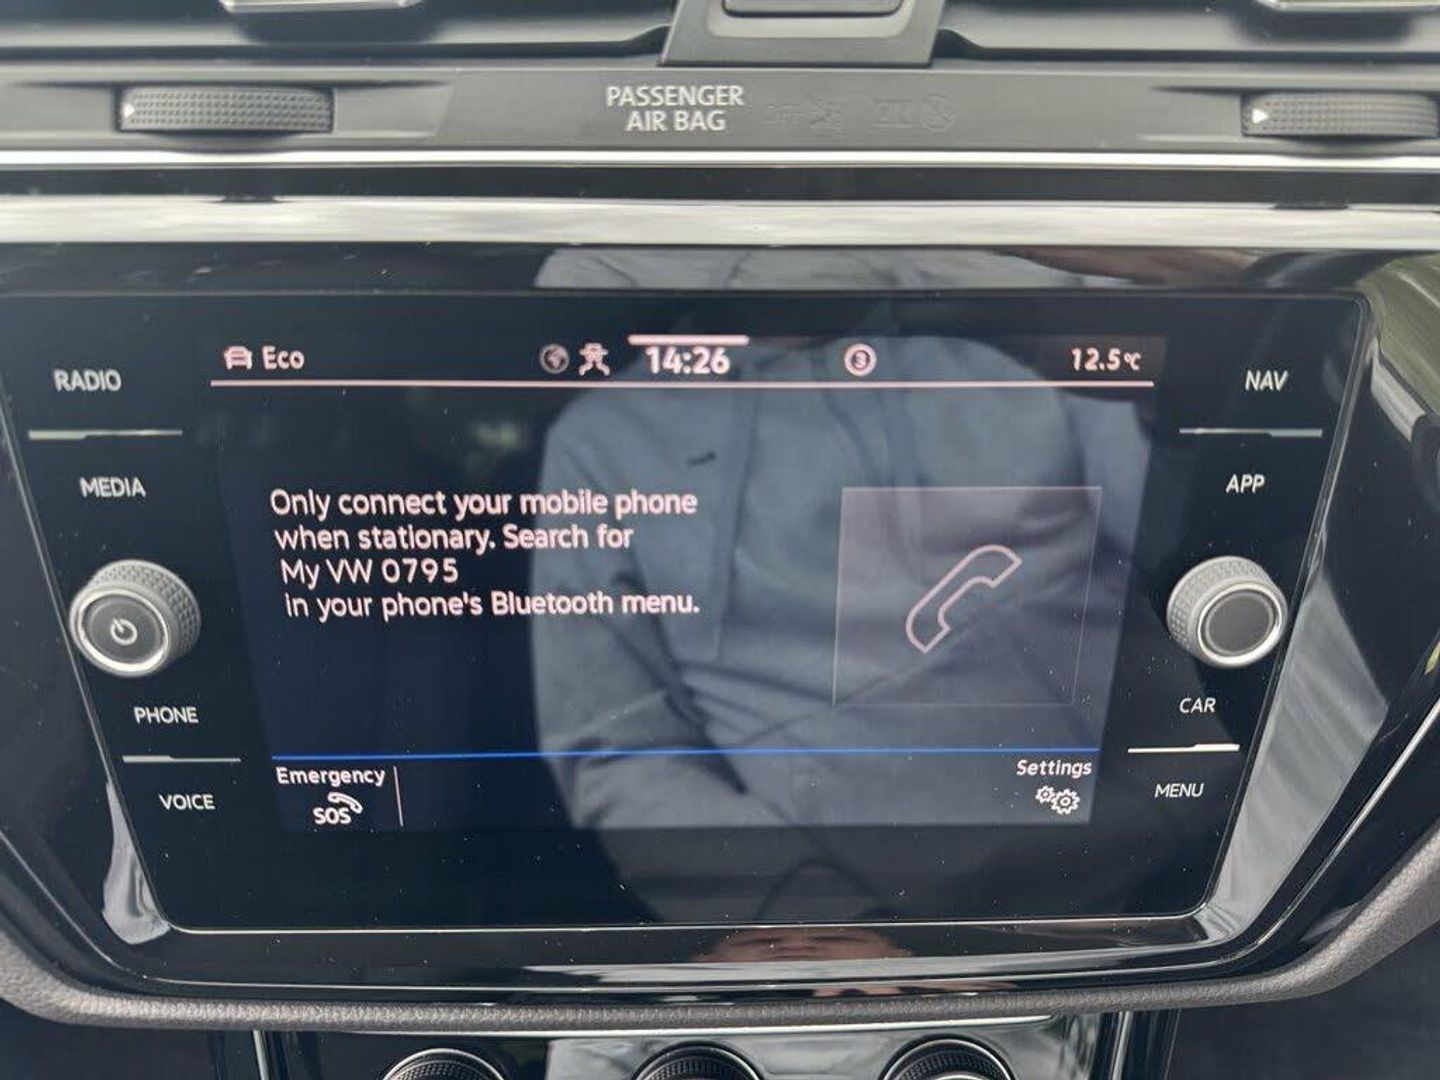 PASSENGER
AIR BAG
RADIO
MEDIA
PHONE
VOICE
Eco
14:26
3
12.5°C
Only connect your mobile phone
when stationary. Search for
My VW 0795
in your phone's Bluetooth menu.
Emergency
SOS
Settings
NAV
APP
CAR
MENU